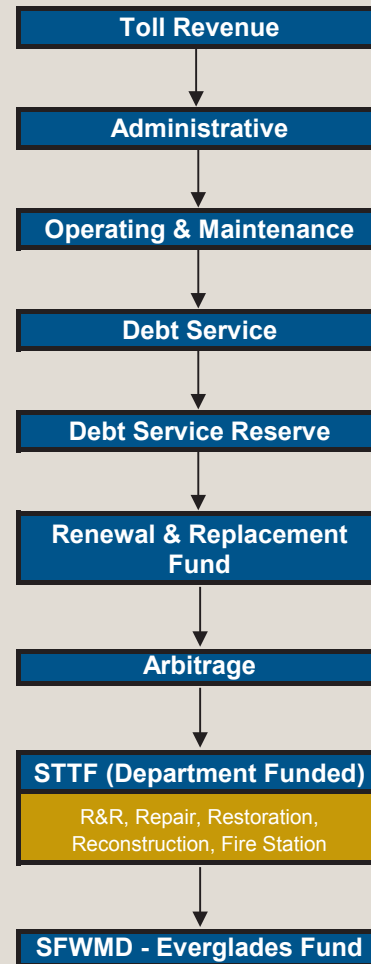 Toll Revenue
Administrative
Operating & Maintenance
Debt Service
Debt Service Reserve
Renewal & Replacement
Fund
Arbitrage
STTF (Department Funded)
R&R, Repair, Restoration,
Reconstruction, Fire Station
SFWMD - Everglades Fund